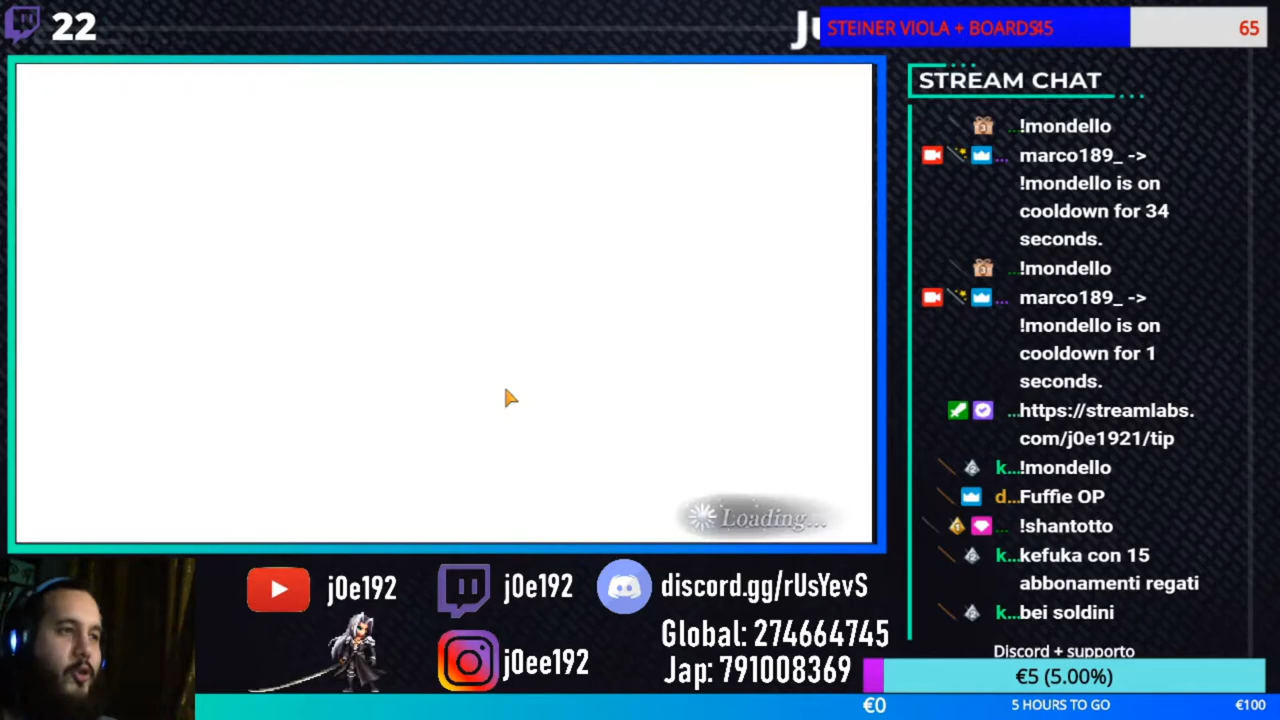 22
STEINER VIOLA + BOARDS45
65
STREAM CHAT
!mondello
marco189_ ->
!mondello is on
cooldown for 34
seconds.
!mondello
marco189_ ->
!mondello is on
cooldown for 1
seconds.
...https://streamlabs.
com/j0e1921/tip
k...!mondello
d...Fuffie OP
... !shantotto
k...kefuka con 15
abbonamenti regati
k...bei soldini
Loading...
j0e192
j0e192
discord.gg/rUsYevS
j0ee192
Global: 274664745
Jap: 791008369
Discord + supporto
€5 (5.00%)
€0
5 HOURS TO GO
€100